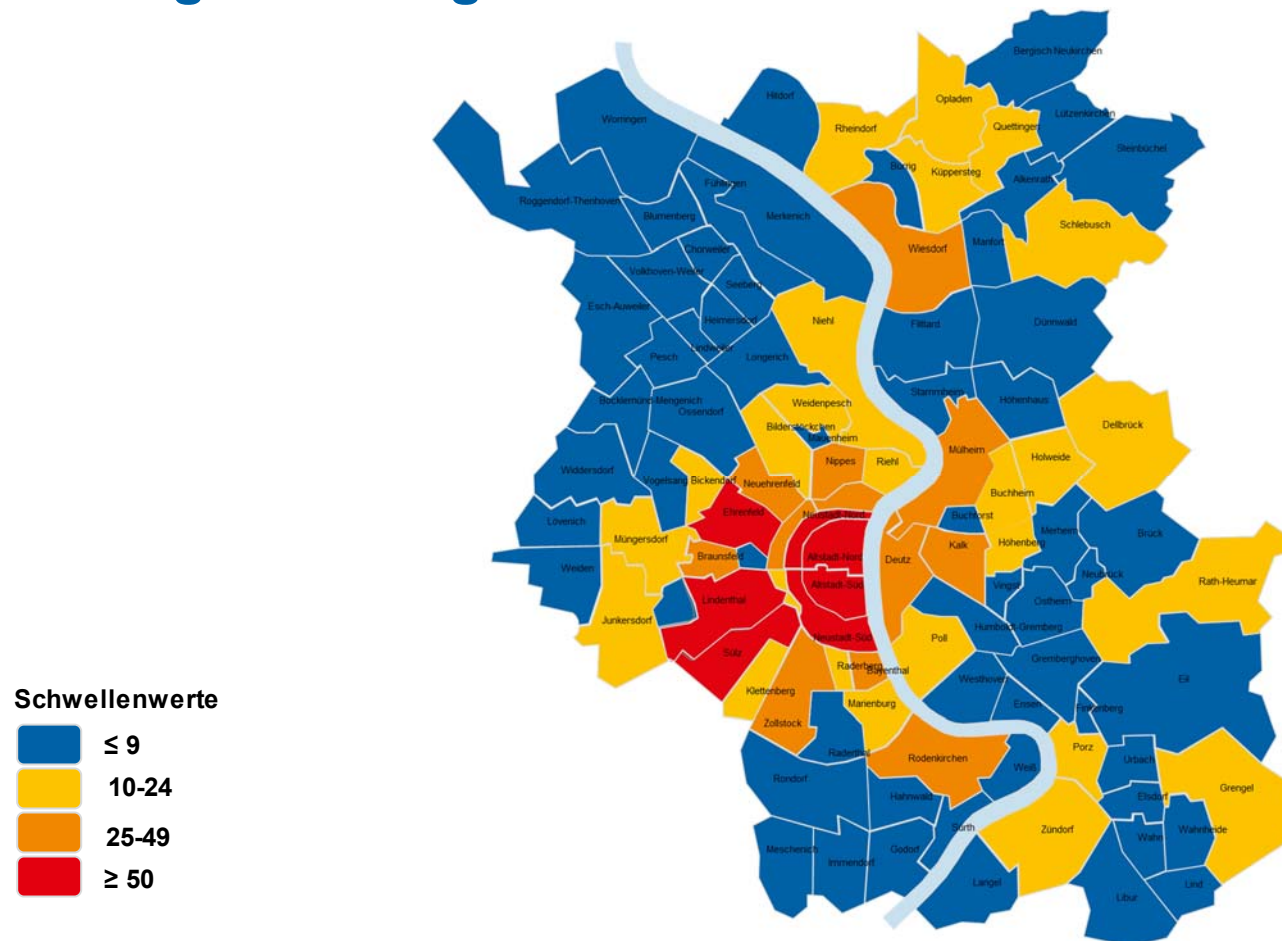 Bergisch Neukirchen
Hitdorf
Opladen
Worringen
Rheindorf
Quettingen
Lützenkirchen
Steinbüchel
Bürrig
Küppersteg
Alkenrath
Fühlingen
Roggendorf-Thenhoven
Blumenberg
Merkenich
Schlebusch
Wiesdorf
Manfort
Chorweiler
Volkhoven-Weiler
Seeberg
Esch-Auweiler
Heimersdorf
Niehl
Flittard
Dünnwald
Lindweiler
Pesch
Longerich
Stammheim
Höhenhaus
Bocklemünd-Mengenich
Ossendorf
Weidenpesch
Bilderstöckchen
Mauenheim
Dellbrück
Mülheim
Holweide
Widdersdorf
Nippes
Riehl
Vogelsang
Bickendorf
Neuehrenfeld
Buchheim
Ehrenfeld
Neustadt-Nord
Buchforst
Lövenich
Müngersdorf
Merheim
Brück
Höhenberg
Kalk
Braunsfeld
Altstadt-Nord
Deutz
Weiden
Neubrück
Rath-Heumar
Altstadt-Süd
Vingst
Ostheim
Lindenthal
Junkersdorf
Humboldt-Gremberg
Neustadt-Süd
Poll
Sülz
Raderberg
Bayenthal
Gremberghoven
Westhoven
Eil
Schwellenwerte
Klettenberg
Marienburg
Ensen
Finkenberg
Zollstock
≤ 9
Raderthal
Rodenkirchen
Porz
Urbach
Weiß
Rondorf
10-24
Hahnwald
Elsdorf
Grengel
25-49
Sürth
Zündorf
Wahn
Wahnheide
Meschenich
Immendorf
Godorf
≥ 50
Langel
Libur
Lind